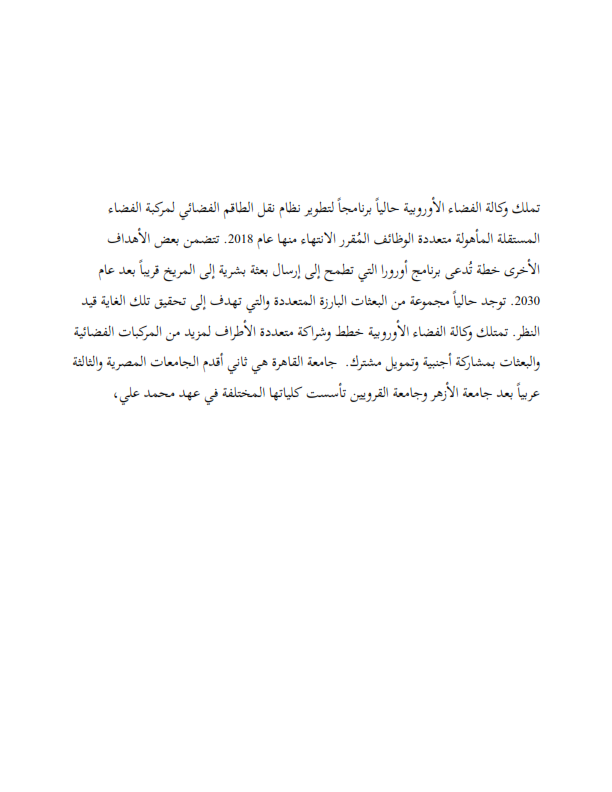 تملك وكالة الفضاء الأوروبية حالياً برنامجاً لتطوير نظام نقل الطاقم الفضائي لمركبة الفضاء
المستقلة المأهولة متعددة الوظائف المُقرر الانتهاء منها عام 2018. تتضمن بعض الأهداف
الأخرى خطة تُدعى برنامج أورورا التي تطمح إلى إرسال بعثة بشرية إلى المريخ قريباً بعد عام
2030. توجد حالياً مجموعة من البعثات البارزة المتعددة والتي تهدف إلى تحقيق تلك الغاية قيد
النظر. تمتلك وكالة الفضاء الأوروبية خطط وشراكة متعددة الأطراف لمزيد من المركبات الفضائية
والبعثات بمشاركة أجنبية وتمويل مشترك. جامعة القاهرة هي ثاني أقدم الجامعات المصرية والثالثة
عربياً بعد جامعة الأزهر وجامعة القرويين تأسست كلياتها المختلفة في عهد محمد علي،